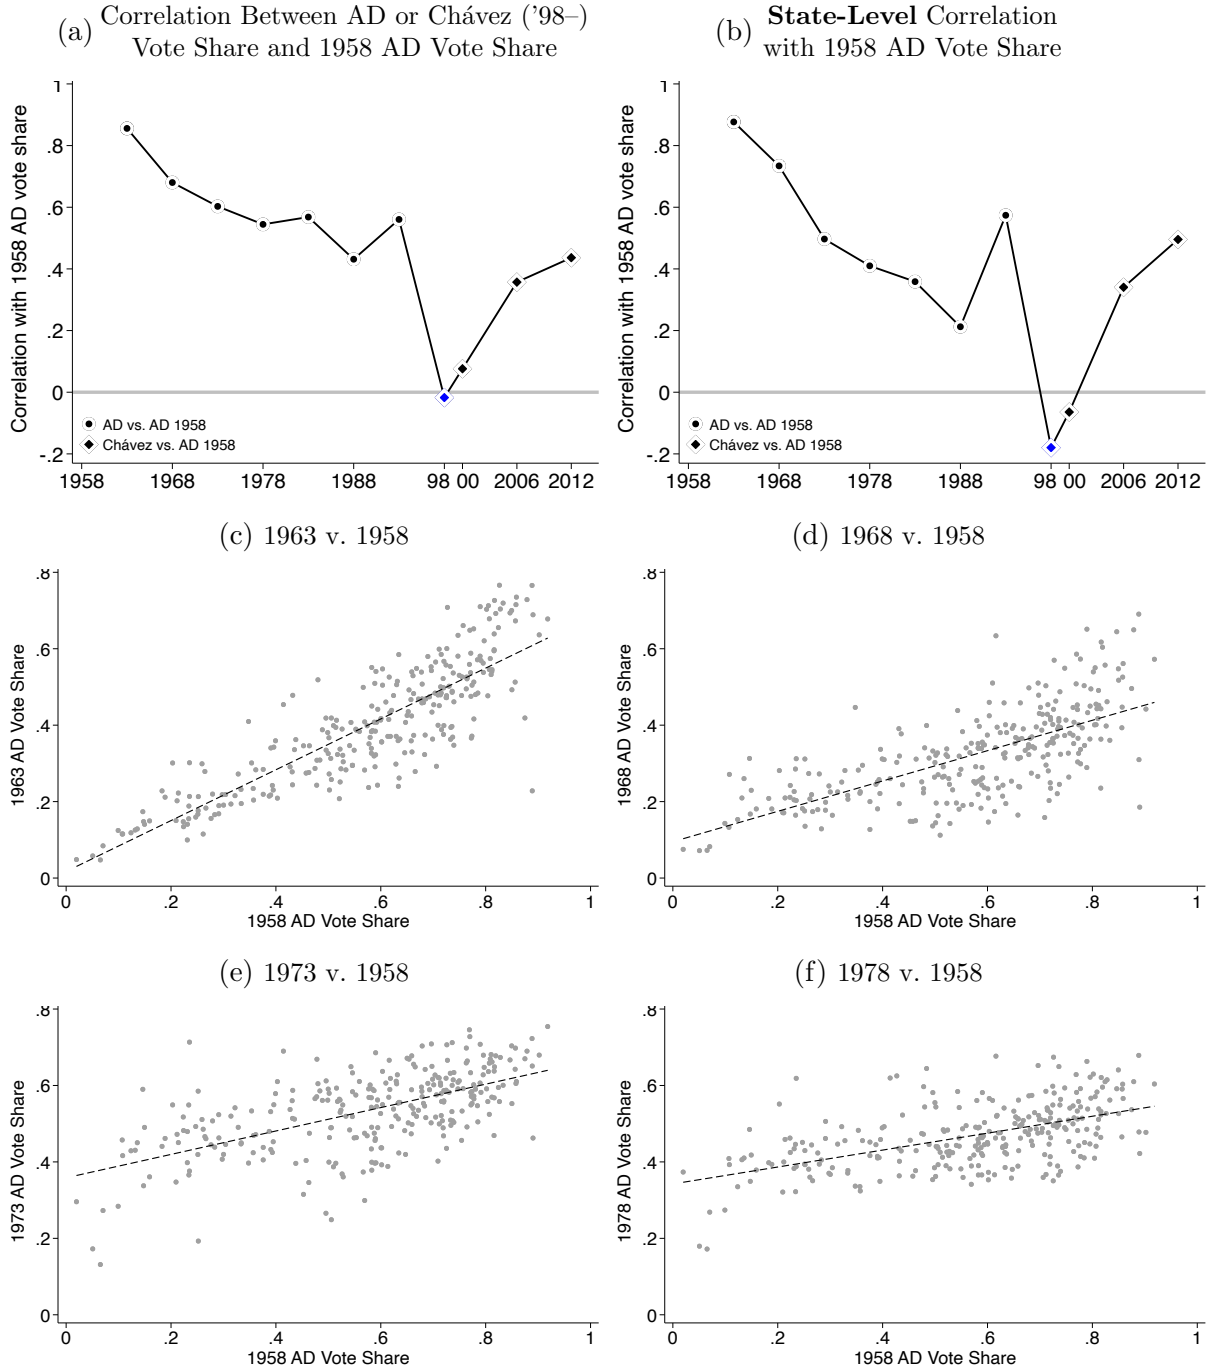 (a) Correlation Between AD or Chávez ('98–)
Vote Share and 1958 AD Vote Share
(b) State-Level Correlation
with 1958 AD Vote Share
Correlation with 1958 AD vote share
1
.8
.6
.4
.2
0
-.2
AD vs. AD 1958
Chávez vs. AD 1958
1958 1968 1978 1988 98 00 2006 2012
Correlation with 1958 AD vote share
1
.8
.6
.4
.2
0
-.2
AD vs. AD 1958
Chávez vs. AD 1958
1958 1968 1978 1988 98 00 2006 2012
(c) 1963 v. 1958
1963 AD Vote Share
.8
.6
.4
.2
0
0 .2 .4 .6 .8 1
1958 AD Vote Share
(d) 1968 v. 1958
1968 AD Vote Share
.8
.6
.4
.2
0
0 .2 .4 .6 .8 1
1958 AD Vote Share
(e) 1973 v. 1958
1973 AD Vote Share
.8
.6
.4
.2
0
0 .2 .4 .6 .8 1
1958 AD Vote Share
(f) 1978 v. 1958
1978 AD Vote Share
.8
.6
.4
.2
0
0 .2 .4 .6 .8 1
1958 AD Vote Share